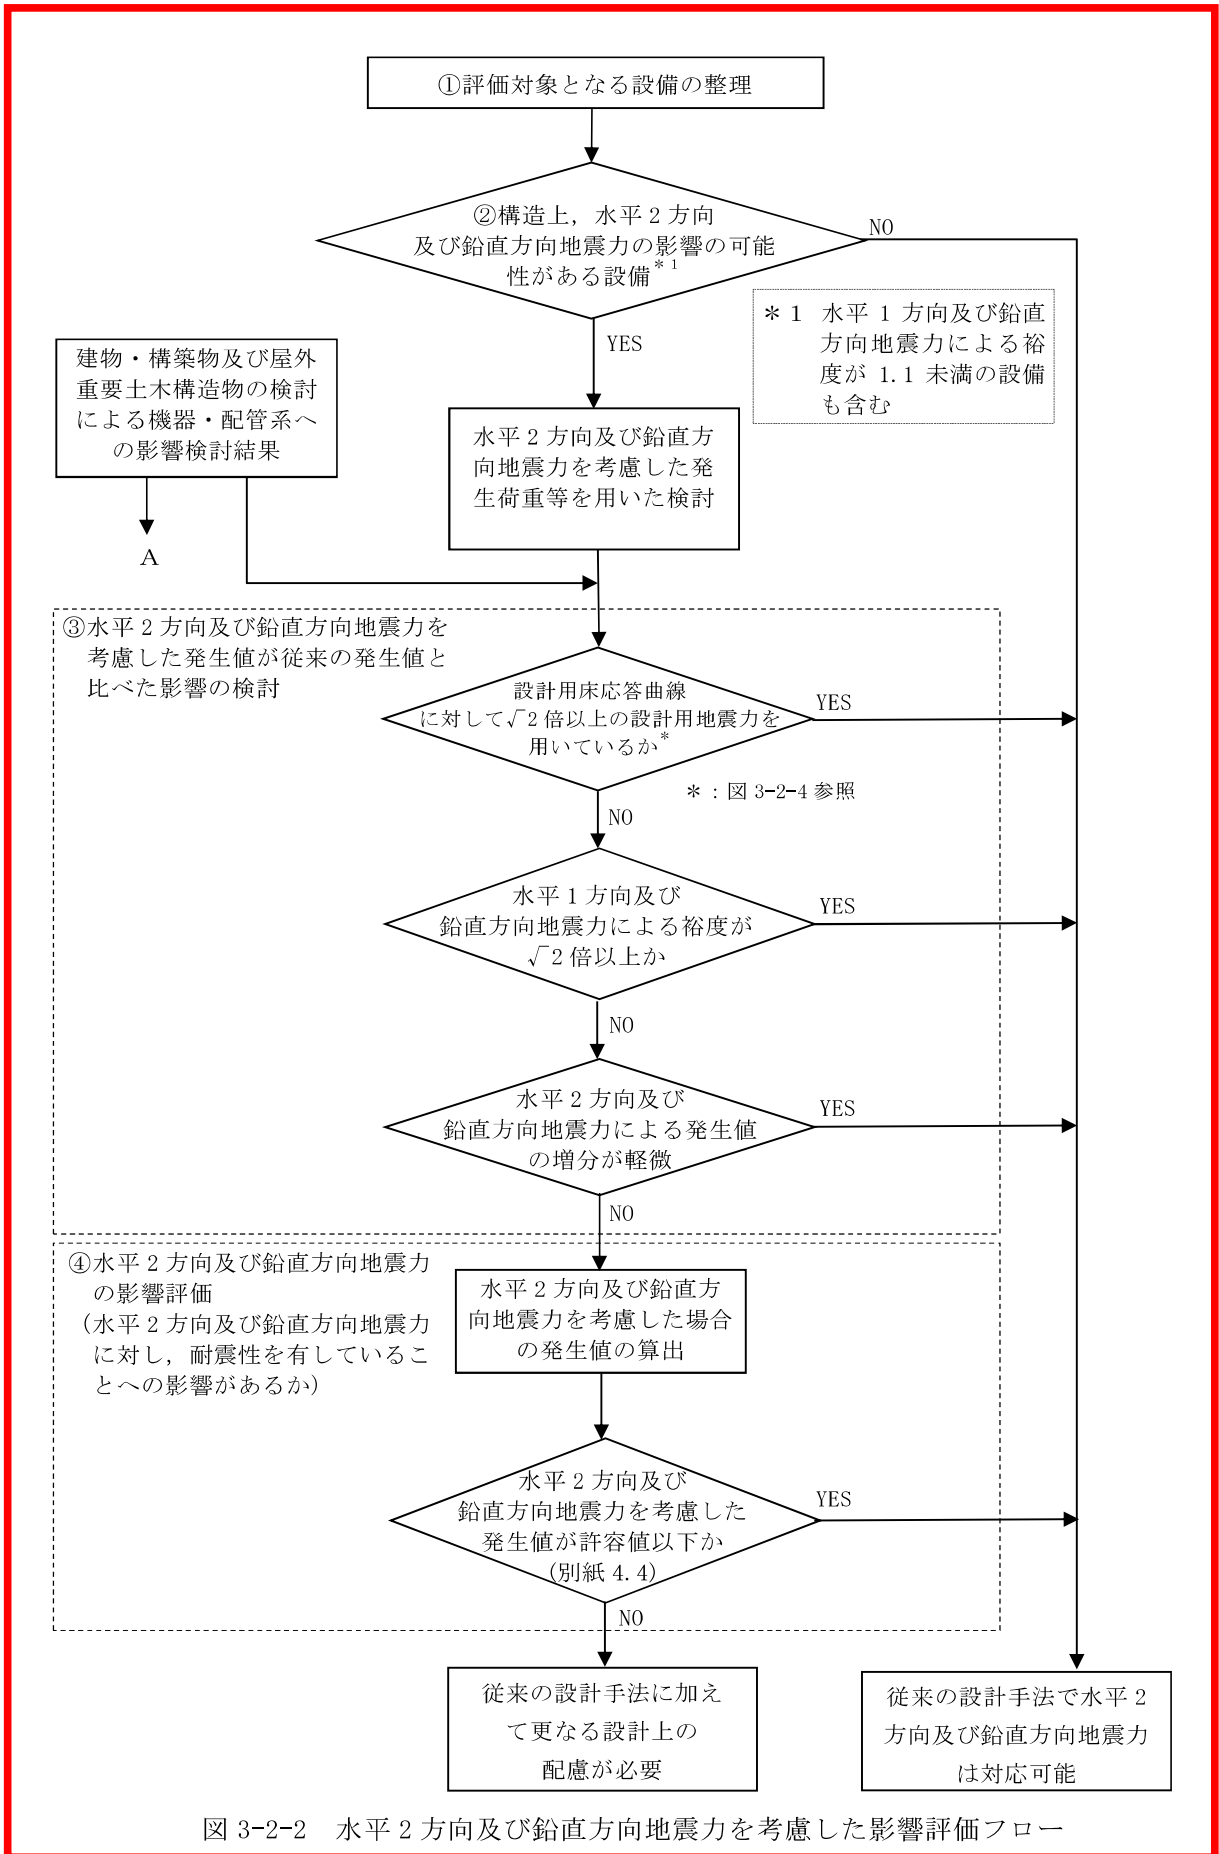 ①評価対象となる設備の整理
②構造上，水平２方向
及び鉛直方向地震力の影響の可能
性がある設備＊１
NO
＊１ 水平 １ 方向及び鉛直
方向地震力による裕
度が 1.1 未満の設備
も含む
YES
建物・構築物及び屋外
重要土木構造物の検討
による機器・配管系へ
の影響検討結果
A
水平２方向及び鉛直方
向地震力を考慮した発
生荷重等を用いた検討
③水平２方向及び鉛直方向地震力を
考慮した発生値が従来の発生値と
比べた影響の検討
設計用床応答曲線
に対して√２倍以上の設計用地震力を
用いているか＊
YES
＊：図 3-2-4 参照
NO
水平１方向及び
鉛直方向地震力による裕度が
√２倍以上か
YES
NO
水平２方向及び
鉛直方向地震力による発生値
の増分が軽微
YES
NO
④水平２方向及び鉛直方向地震力
の影響評価
（水平２方向及び鉛直方向地震力
に対し，耐震性を有しているこ
とへの影響があるか）
水平２方向及び鉛直方
向地震力を考慮した場合
の発生値の算出
水平２方向及び
鉛直方向地震力を考慮した
発生値が許容値以下か
（別紙 4.4）
YES
NO
従来の設計手法に加え
て更なる設計上の
配慮が必要
従来の設計手法で水平２
方向及び鉛直方向地震力
は対応可能
図 3-2-2　水平２方向及び鉛直方向地震力を考慮した影響評価フロー